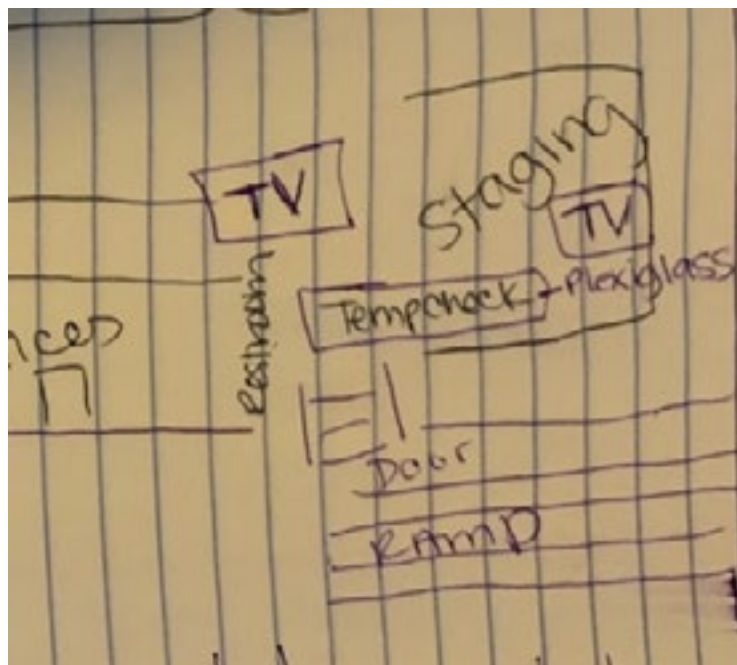 Staging
TV
TV
Tempcheck - Plexiglass
Restroom
Door
RAMP